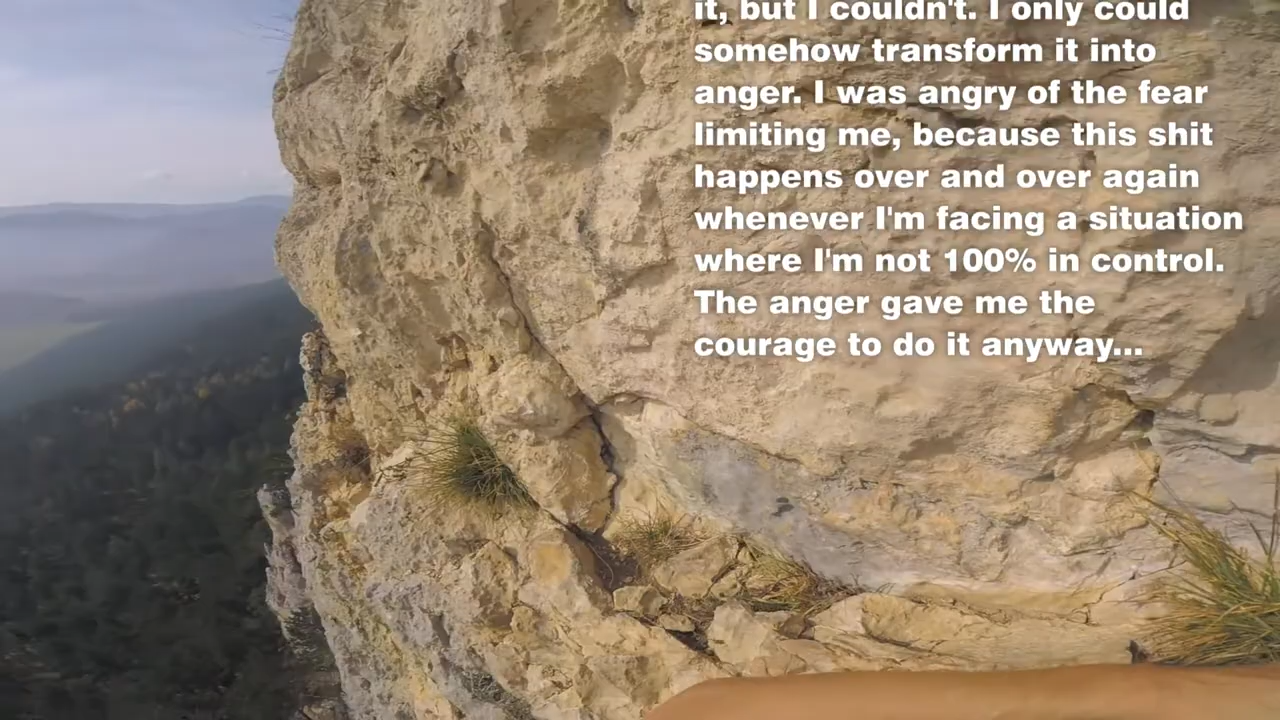 it, but I couldn't. I only could
somehow transform it into
anger. I was angry of the fear
limiting me, because this shit
happens over and over again
whenever I'm facing a situation
where I'm not 100% in control.
The anger gave me the
courage to do it anyway...